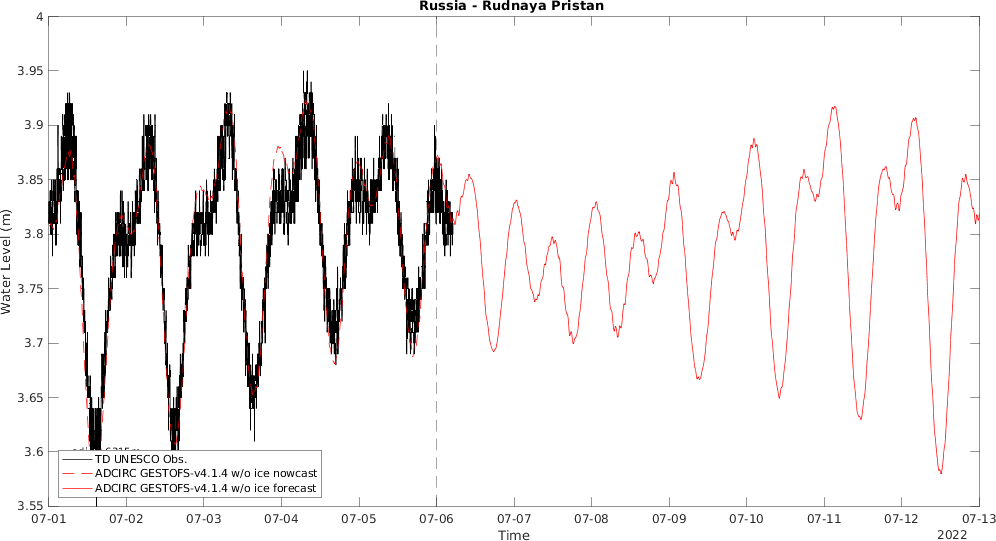 Russia - Rudnaya Pristan
4
3.95
3.9
3.85
3.8
3.75
3.7
3.65
3.6
3.55
Water Level (m)
TD UNESCO Obs.
ADCIRC GESTOFS-v4.1.4 w/o ice nowcast
ADCIRC GESTOFS-v4.1.4 w/o ice forecast
07-01 07-02 07-03 07-04 07-05 07-06 07-07 07-08 07-09 07-10 07-11 07-12 07-13
Time
2022